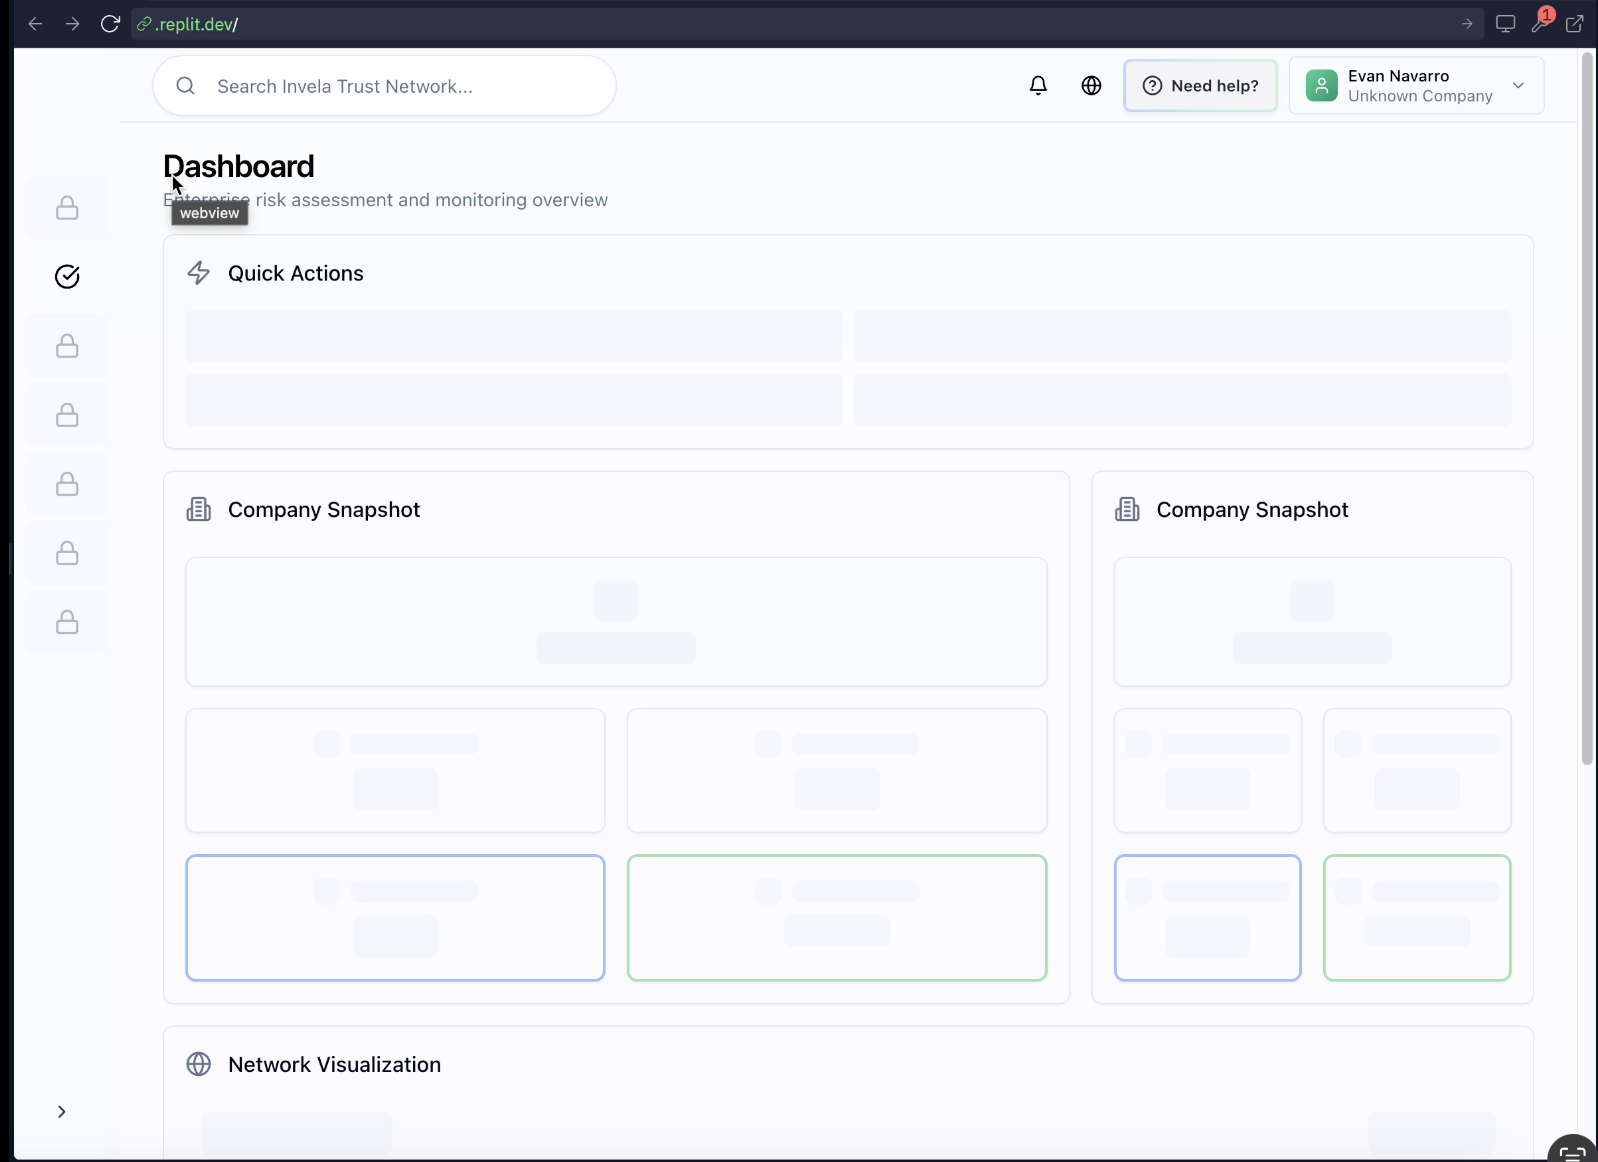 .replit.dev/
1
Search Invela Trust Network...
Need help?
Evan Navarro
Unknown Company
Dashboard
Enterprise risk assessment and monitoring overview
webview
Quick Actions
Company Snapshot
Company Snapshot
Network Visualization